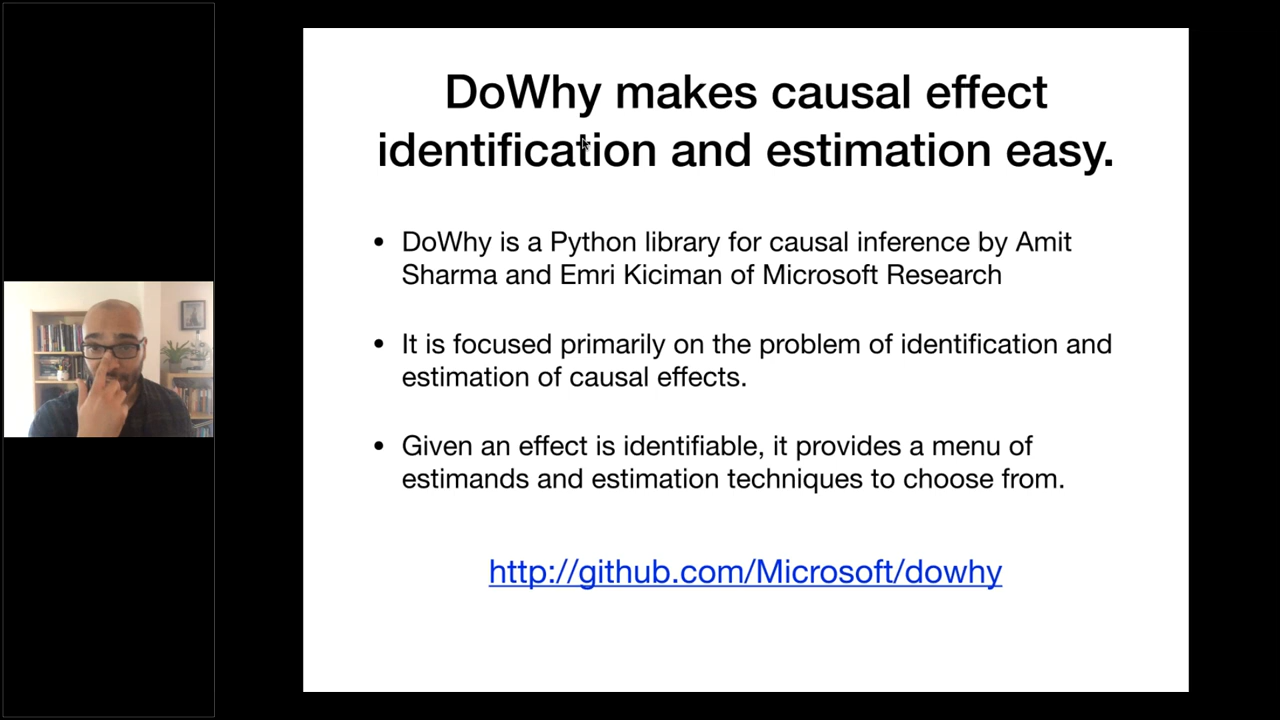 DoWhy makes causal effect
identification and estimation easy.
• DoWhy is a Python library for causal inference by Amit
Sharma and Emri Kiciman of Microsoft Research
• It is focused primarily on the problem of identification and
estimation of causal effects.
• Given an effect is identifiable, it provides a menu of
estimands and estimation techniques to choose from.
http://github.com/Microsoft/dowhy